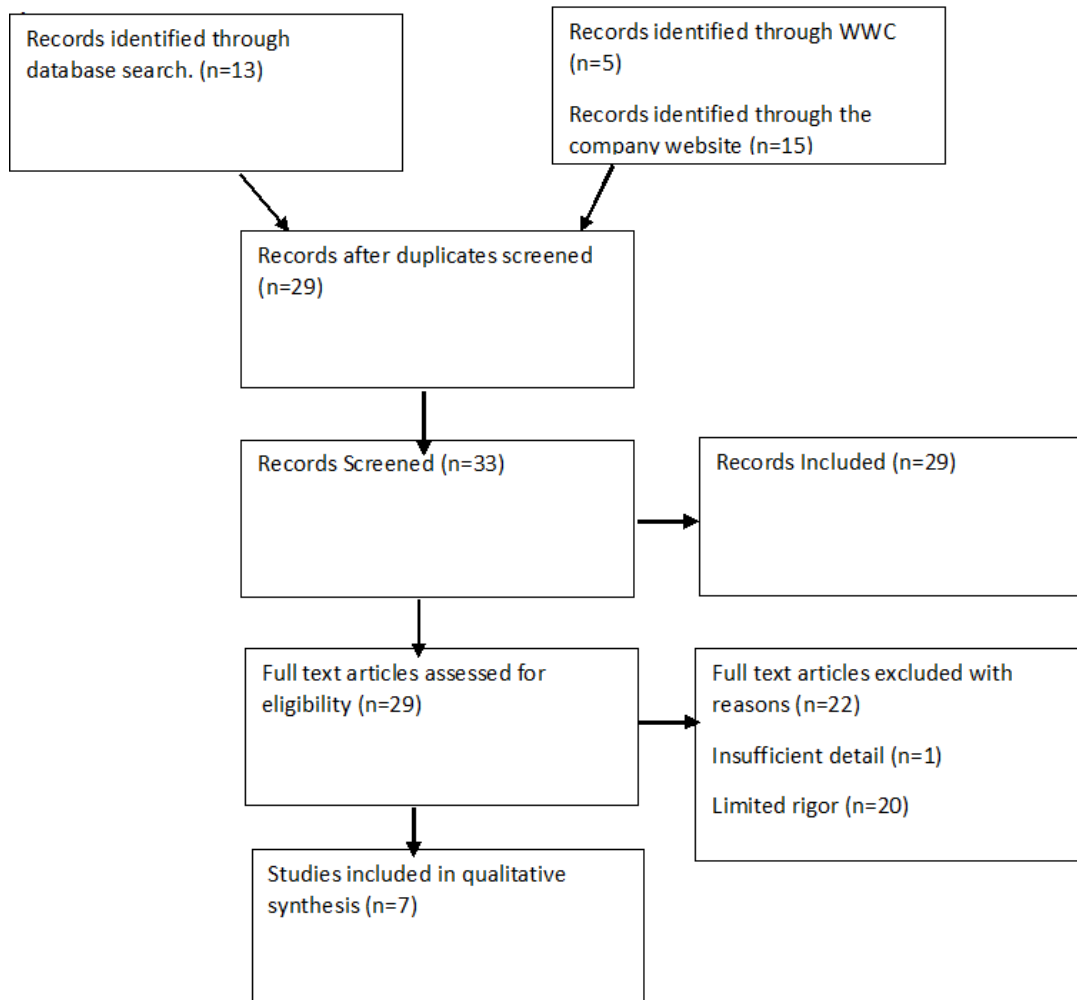 Records identified through
database search. (n=13)
Records identified through WWC
(n=5)
Records identified through the
company website (n=15)
Records after duplicates screened
(n=29)
Records Screened (n=33)
Records Included (n=29)
Full text articles assessed for
eligibility (n=29)
Full text articles excluded with
reasons (n=22)
Insufficient detail (n=1)
Limited rigor (n=20)
Studies included in qualitative
synthesis (n=7)